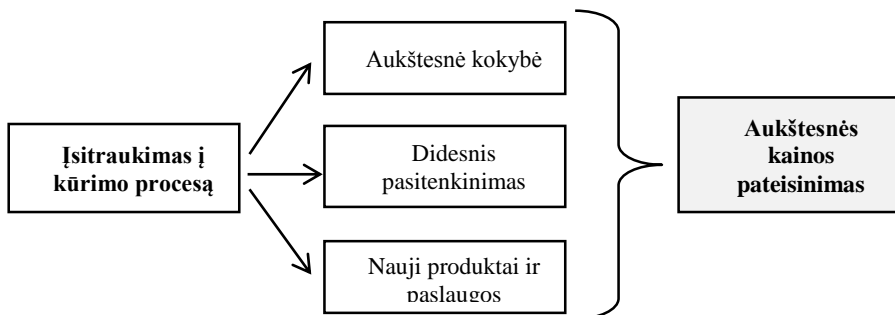 Įsitraukimas į
kūrimo procesą
Aukštesnė kokybė
Didesnis
pasitenkinimas
Nauji produktai ir
paslaugos
Aukštesnės
kainos
pateisinimas